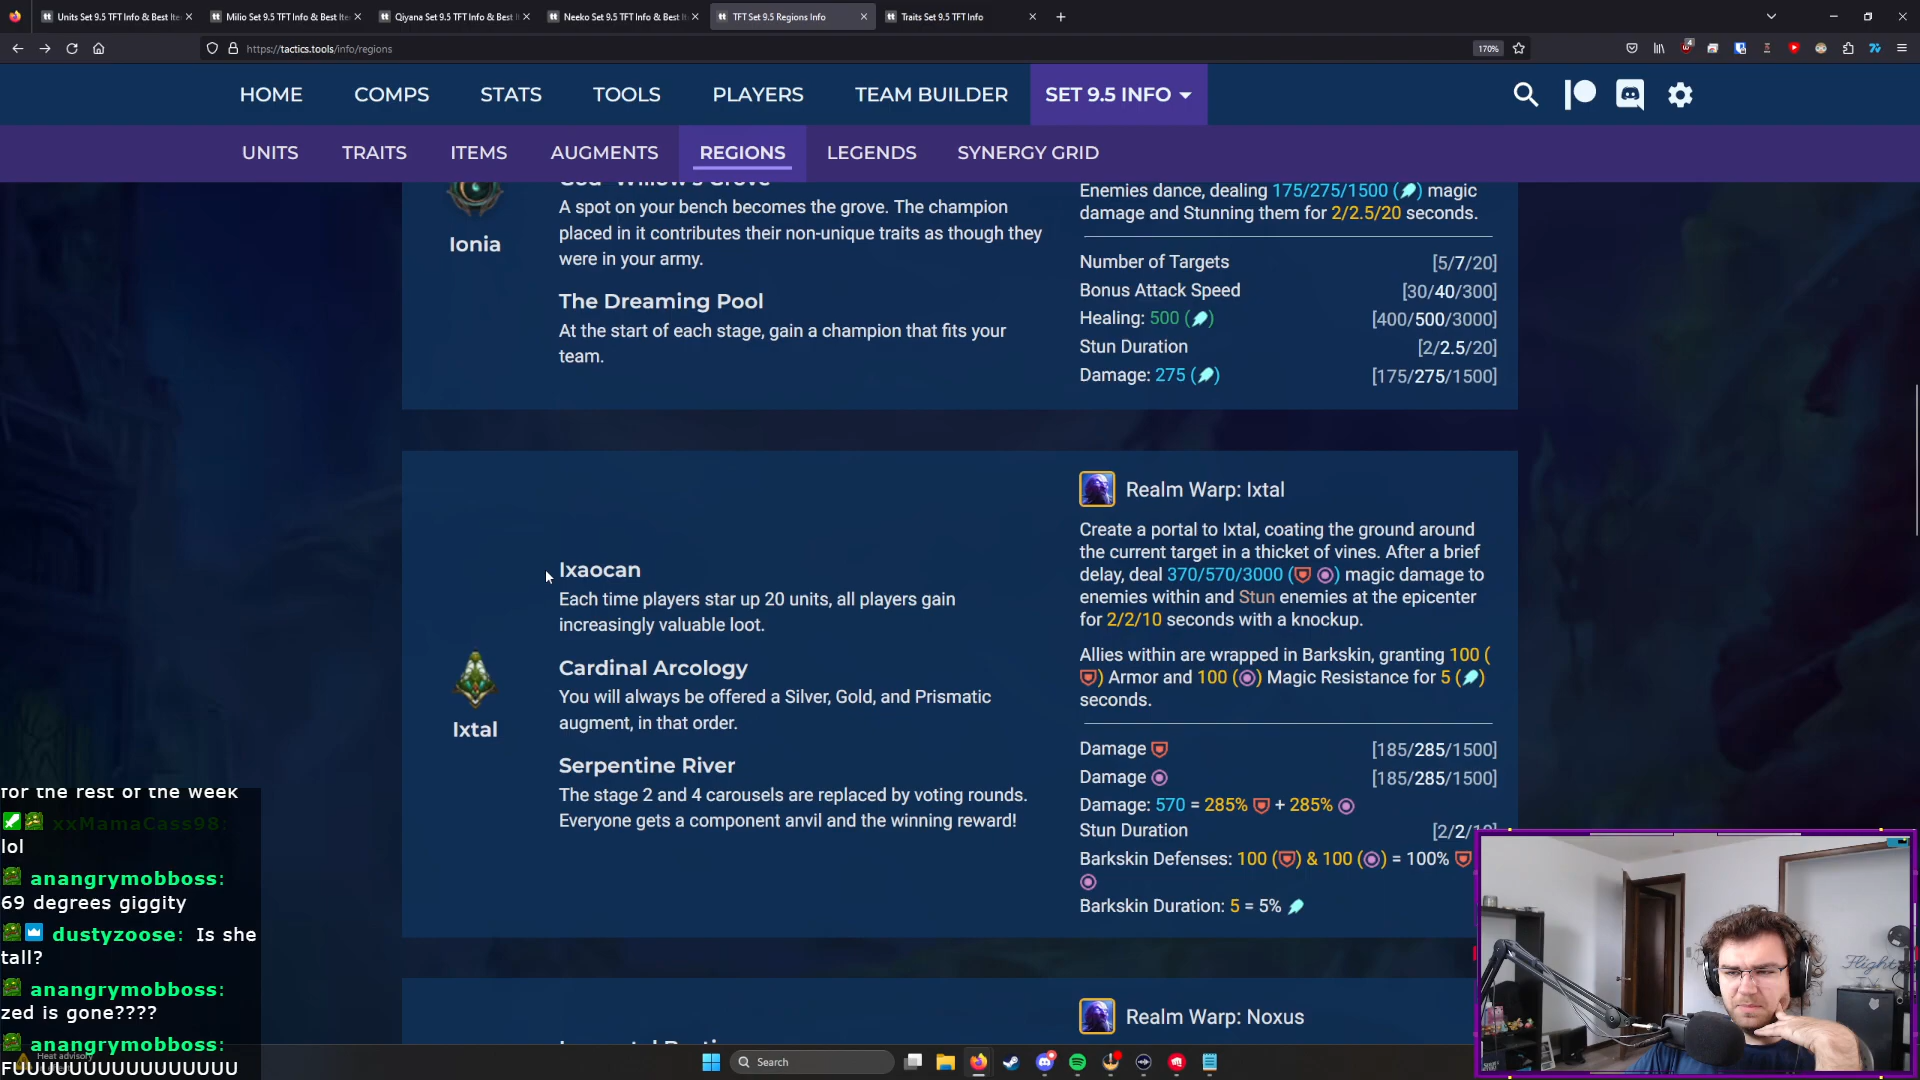 Units Set 9.5 TFT Info & Best Ite
Milio Set 9.5 TFT Info & Best Ite
Qiyana Set 9.5 TFT Info & Best I
Neeko Set 9.5 TFT Info & Best It
TFT Set 9.5 Regions Info
Traits Set 9.5 TFT Info
https://tactics.tools/info/regions
170%
4
HOME
COMPS
STATS
TOOLS
PLAYERS
TEAM BUILDER
SET 9.5 INFO
UNITS
TRAITS
ITEMS
AUGMENTS
REGIONS
LEGENDS
SYNERGY GRID
Ionia
God-Willow's Grove
A spot on your bench becomes the grove. The champion
placed in it contributes their non-unique traits as though they
were in your army.
The Dreaming Pool
At the start of each stage, gain a champion that fits your
team.
Enemies dance, dealing 175/275/1500 ( ) magic
damage and Stunning them for 2/2.5/20 seconds.
Number of Targets [5/7/20]
Bonus Attack Speed [30/40/300]
Healing: 500 ( ) [400/500/3000]
Stun Duration [2/2.5/20]
Damage: 275 ( ) [175/275/1500]
Ixtal
Ixaocan
Each time players star up 20 units, all players gain
increasingly valuable loot.
Cardinal Arcology
You will always be offered a Silver, Gold, and Prismatic
augment, in that order.
Serpentine River
The stage 2 and 4 carousels are replaced by voting rounds.
Everyone gets a component anvil and the winning reward!
Realm Warp: Ixtal
Create a portal to Ixtal, coating the ground around
the current target in a thicket of vines. After a brief
delay, deal 370/570/3000 ( ) magic damage to
enemies within and Stun enemies at the epicenter
for 2/2/10 seconds with a knockup.
Allies within are wrapped in Barkskin, granting 100 (
) Armor and 100 ( ) Magic Resistance for 5 ( )
seconds.
Damage [185/285/1500]
Damage [185/285/1500]
Damage: 570 = 285% + 285%
Stun Duration [2/2/10]
Barkskin Defenses: 100 ( ) & 100 ( ) = 100%
Barkskin Duration: 5 = 5%
Realm Warp: Noxus
for the rest of the week
xxMamaCass98:
lol
anangrymobboss:
69 degrees giggity
dustyzoose: Is she
tall?
anangrymobboss:
zed is gone????
anangrymobboss:
FUUUUUUUUUUUUUUUUU
Heat advisory
Search
Flight